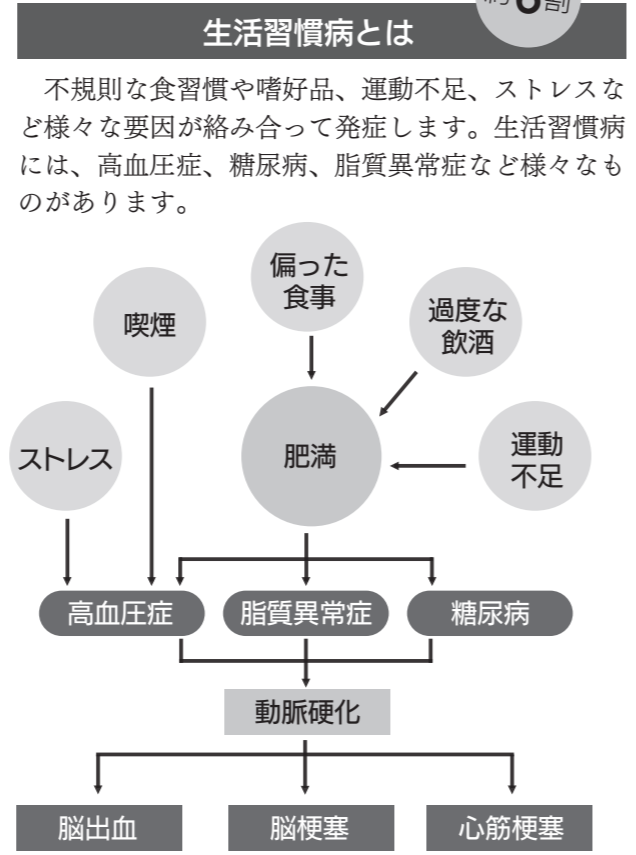 約6割
生活習慣病とは
不規則な食習慣や嗜好品、運動不足、ストレスな
ど様々な要因が絡み合って発症します。生活習慣病
には、高血圧症、糖尿病、脂質異常症など様々なも
のがあります。
偏った
食事
喫煙
過度な
飲酒
ストレス
肥満
運動
不足
高血圧症
脂質異常症
糖尿病
動脈硬化
脳出血
脳梗塞
心筋梗塞